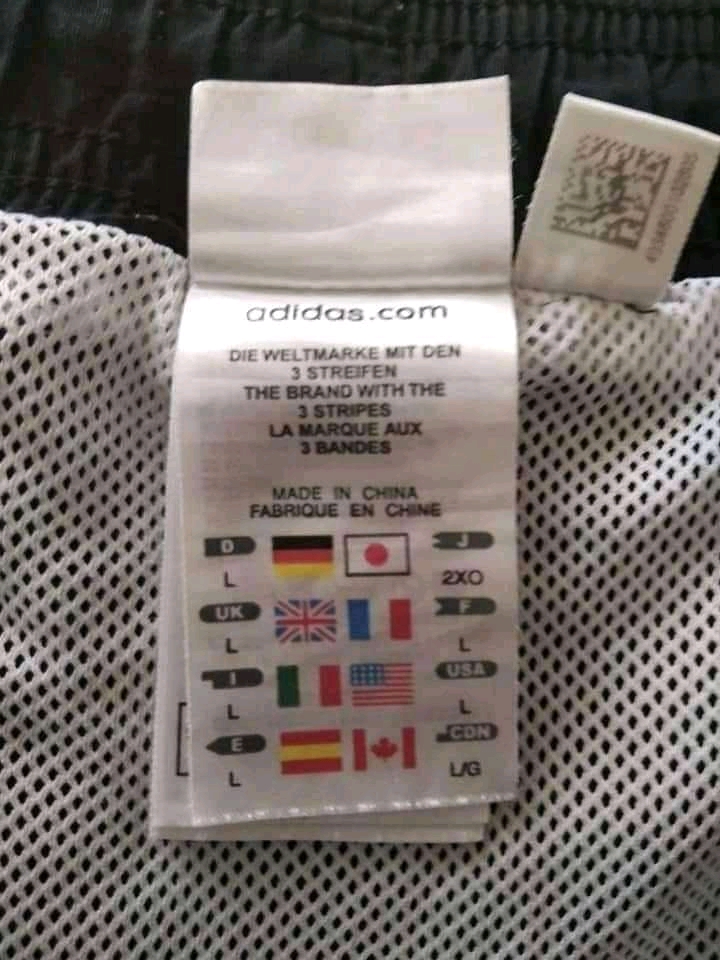 adidas.com
DIE WELTMARKE MIT DEN
3 STREIFEN
THE BRAND WITH THE
3 STRIPES
LA MARQUE AUX
3 BANDES
MADE IN CHINA
FABRIQUE EN CHINE
D J
L 2XO
UK F
L L
I USA
L L
E CDN
L L/G